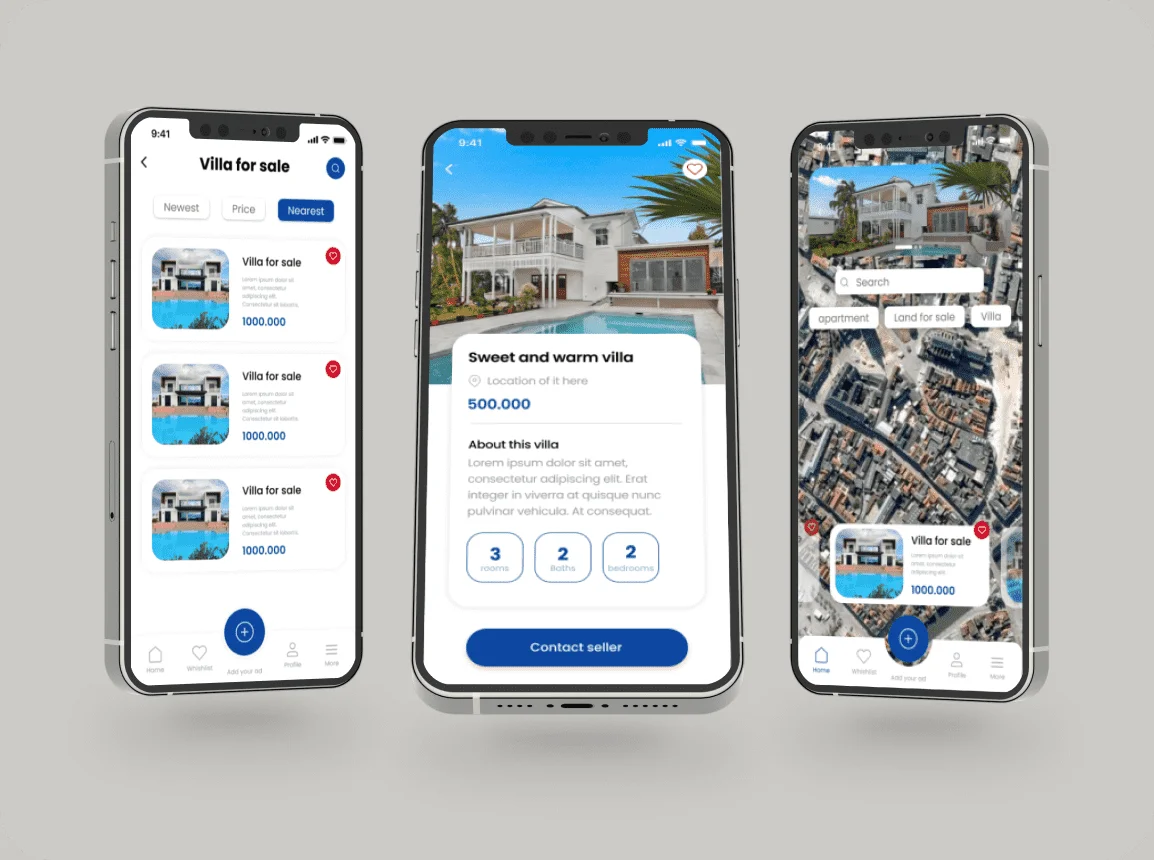 9:41
Villa for sale
Newest
Price
Nearest
Villa for sale
Lorem ipsum dolor sit
amet, consectetur
adipiscing elit.
Consectetur sit lobortis.
1000.000
Villa for sale
Lorem ipsum dolor sit
amet, consectetur
adipiscing elit.
Consectetur sit lobortis.
1000.000
Villa for sale
Lorem ipsum dolor sit
amet, consectetur
adipiscing elit.
Consectetur sit lobortis.
1000.000
Home
Whishlist
Add your ad
Profile
More
9:41
Sweet and warm villa
Location of it here
500.000
About this villa
Lorem ipsum dolor sit amet,
consectetur adipiscing elit. Erat
integer in viverra at quisque nunc
pulvinar vehicula. At consequat.
3
rooms
2
Baths
2
bedrooms
Contact seller
9:41
Search
apartment
Land for sale
Villa
Villa for sale
Lorem ipsum dolor sit
amet, consectetur
adipiscing elit.
1000.000
Home
Whishlist
Add your ad
Profile
More